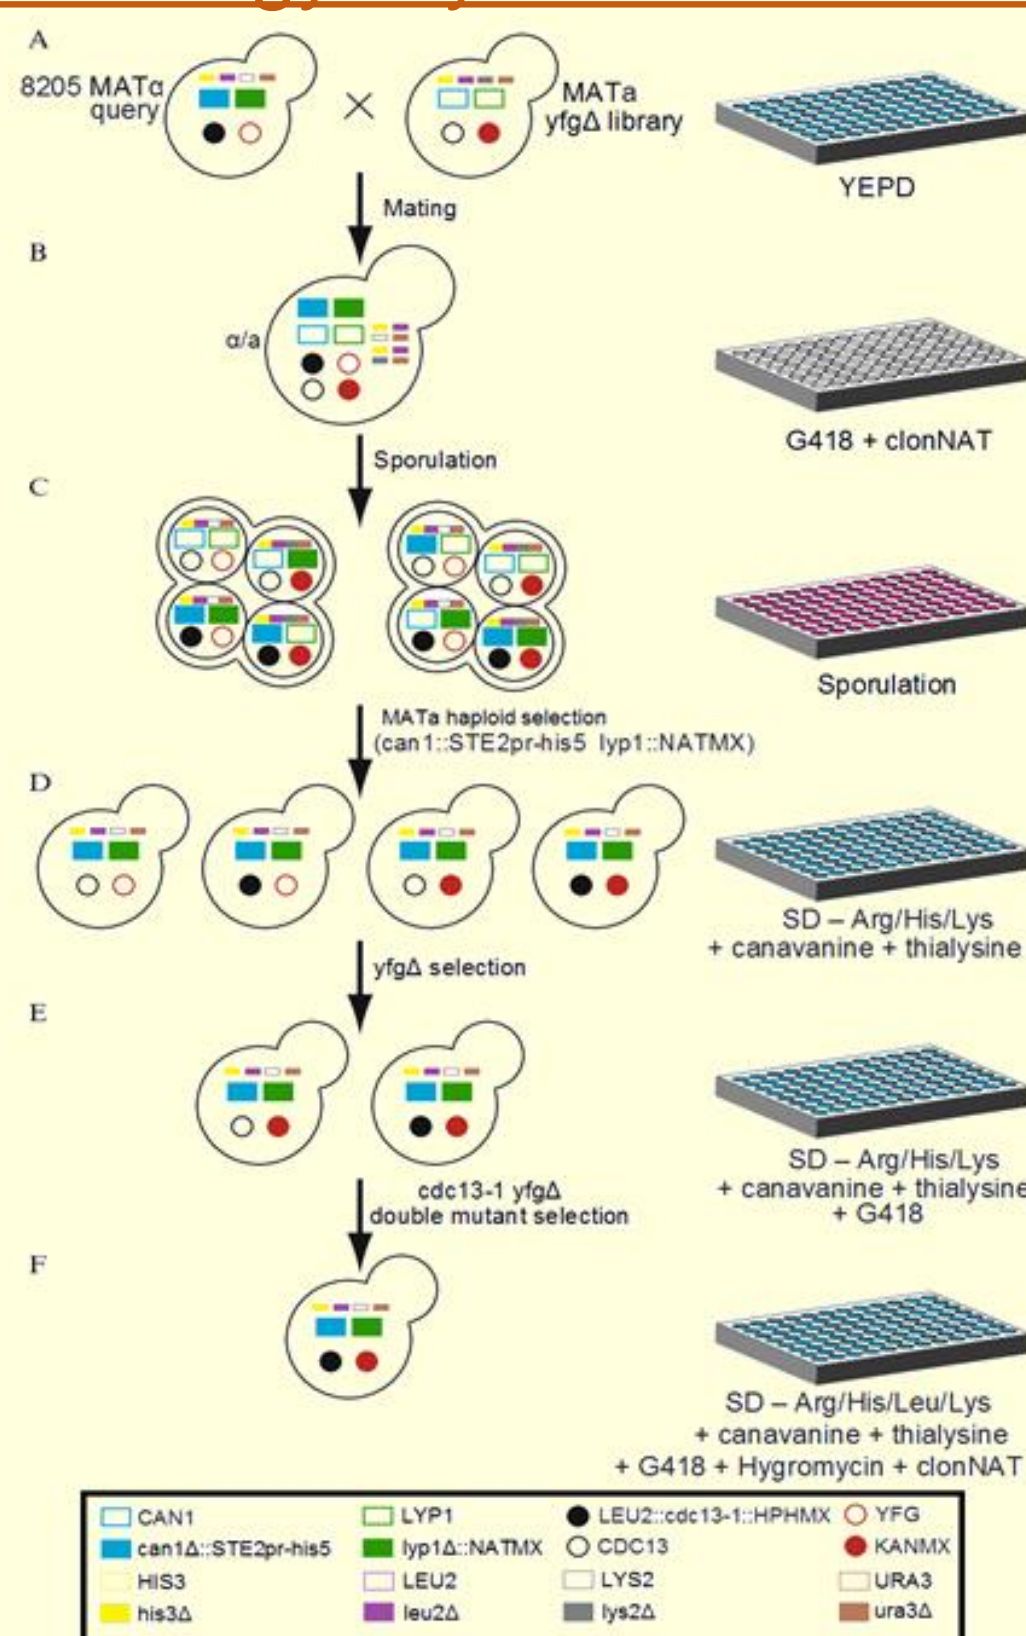 A
8205 MATα
query
MATa
yfgΔ library
YEPD
Mating
B
α/a
G418 + clonNAT
Sporulation
C
Sporulation
MATa haploid selection
(can1::STE2pr-his5 lyp1::NATMX)
D
SD – Arg/His/Lys
+ canavanine + thialysine
yfgΔ selection
E
SD – Arg/His/Lys
+ canavanine + thialysine
+ G418
cdc13-1 yfgΔ
double mutant selection
F
SD – Arg/His/Leu/Lys
+ canavanine + thialysine
+ G418 + Hygromycin + clonNAT
CAN1 LYP1 LEU2::cdc13-1::HPHMX YFG
can1Δ::STE2pr-his5 lyp1Δ::NATMX CDC13 KANMX
HIS3 LEU2 LYS2 URA3
his3Δ leu2Δ lys2Δ ura3Δ